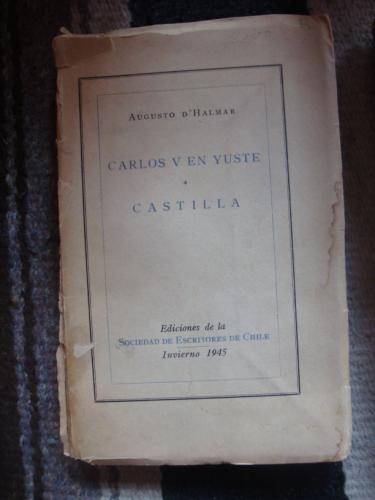 AUGUSTO D'HALMAR
CARLOS V EN YUSTE
*
CASTILLA
Ediciones de la
SOCIEDAD DE ESCRITORES DE CHILE
Invierno 1945